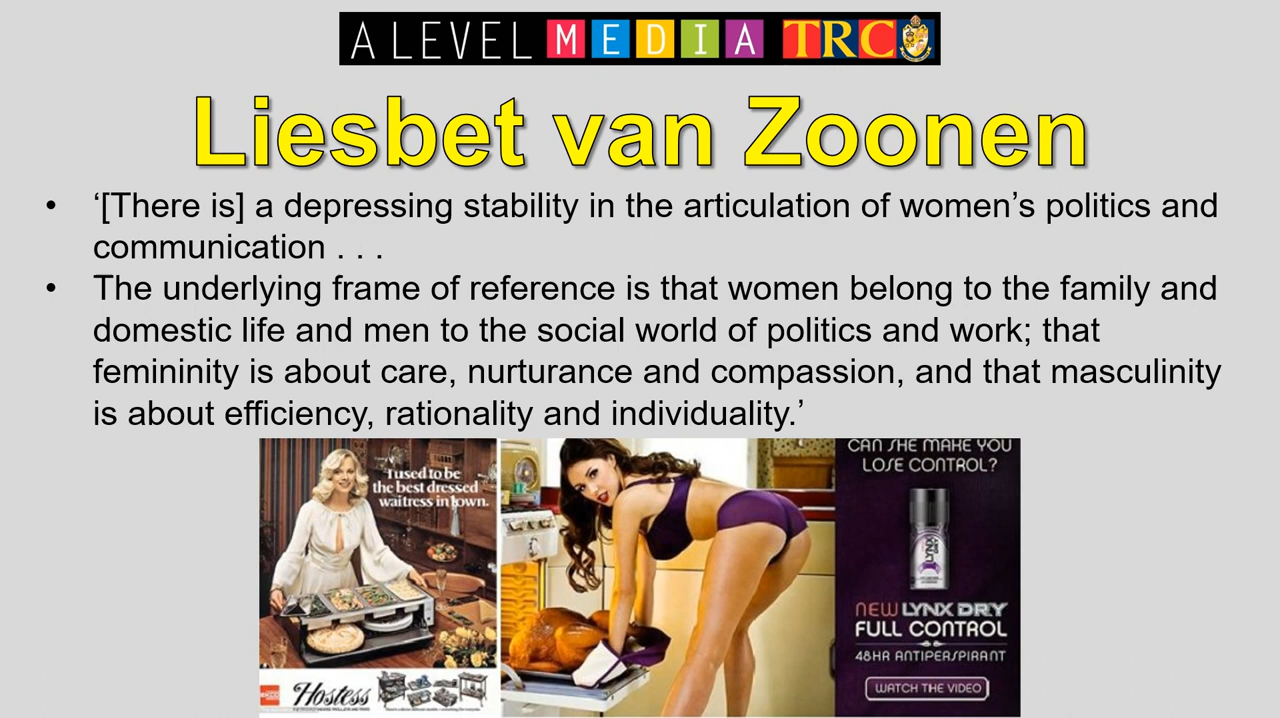 A LEVEL MEDIA TRC
Liesbet van Zoonen
• ‘[There is] a depressing stability in the articulation of women’s politics and
communication . . .
• The underlying frame of reference is that women belong to the family and
domestic life and men to the social world of politics and work; that
femininity is about care, nurturance and compassion, and that masculinity
is about efficiency, rationality and individuality.’
I used to be
the best dressed
waitress in town.
Hostess
CAN SHE MAKE YOU
LOSE CONTROL?
LYNX
DRY
NEW LYNX DRY
FULL CONTROL
48HR ANTIPERSPIRANT
WATCH THE VIDEO